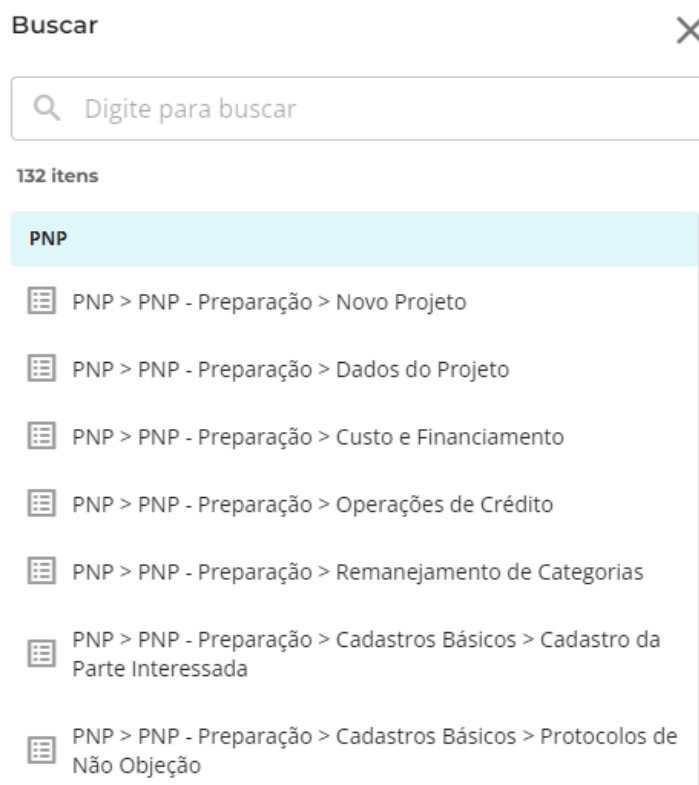 Buscar
Digite para buscar
132 itens
PNP
PNP > PNP - Preparação > Novo Projeto
PNP > PNP - Preparação > Dados do Projeto
PNP > PNP - Preparação > Custo e Financiamento
PNP > PNP - Preparação > Operações de Crédito
PNP > PNP - Preparação > Remanejamento de Categorias
PNP > PNP - Preparação > Cadastros Básicos > Cadastro da
Parte Interessada
PNP > PNP - Preparação > Cadastros Básicos > Protocolos de
Não Objeção